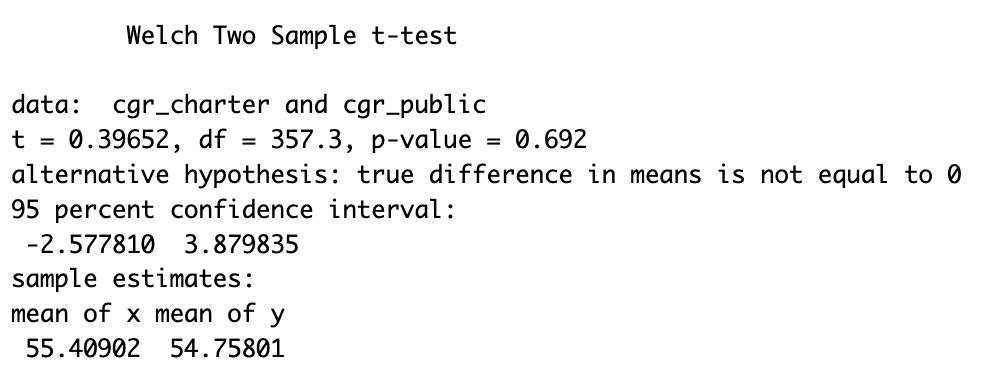 Welch Two Sample t-test
data:  cgr_charter and cgr_public
t = 0.39652, df = 357.3, p-value = 0.692
alternative hypothesis: true difference in means is not equal to 0
95 percent confidence interval:
 -2.577810  3.879835
sample estimates:
mean of x mean of y
 55.40902  54.75801